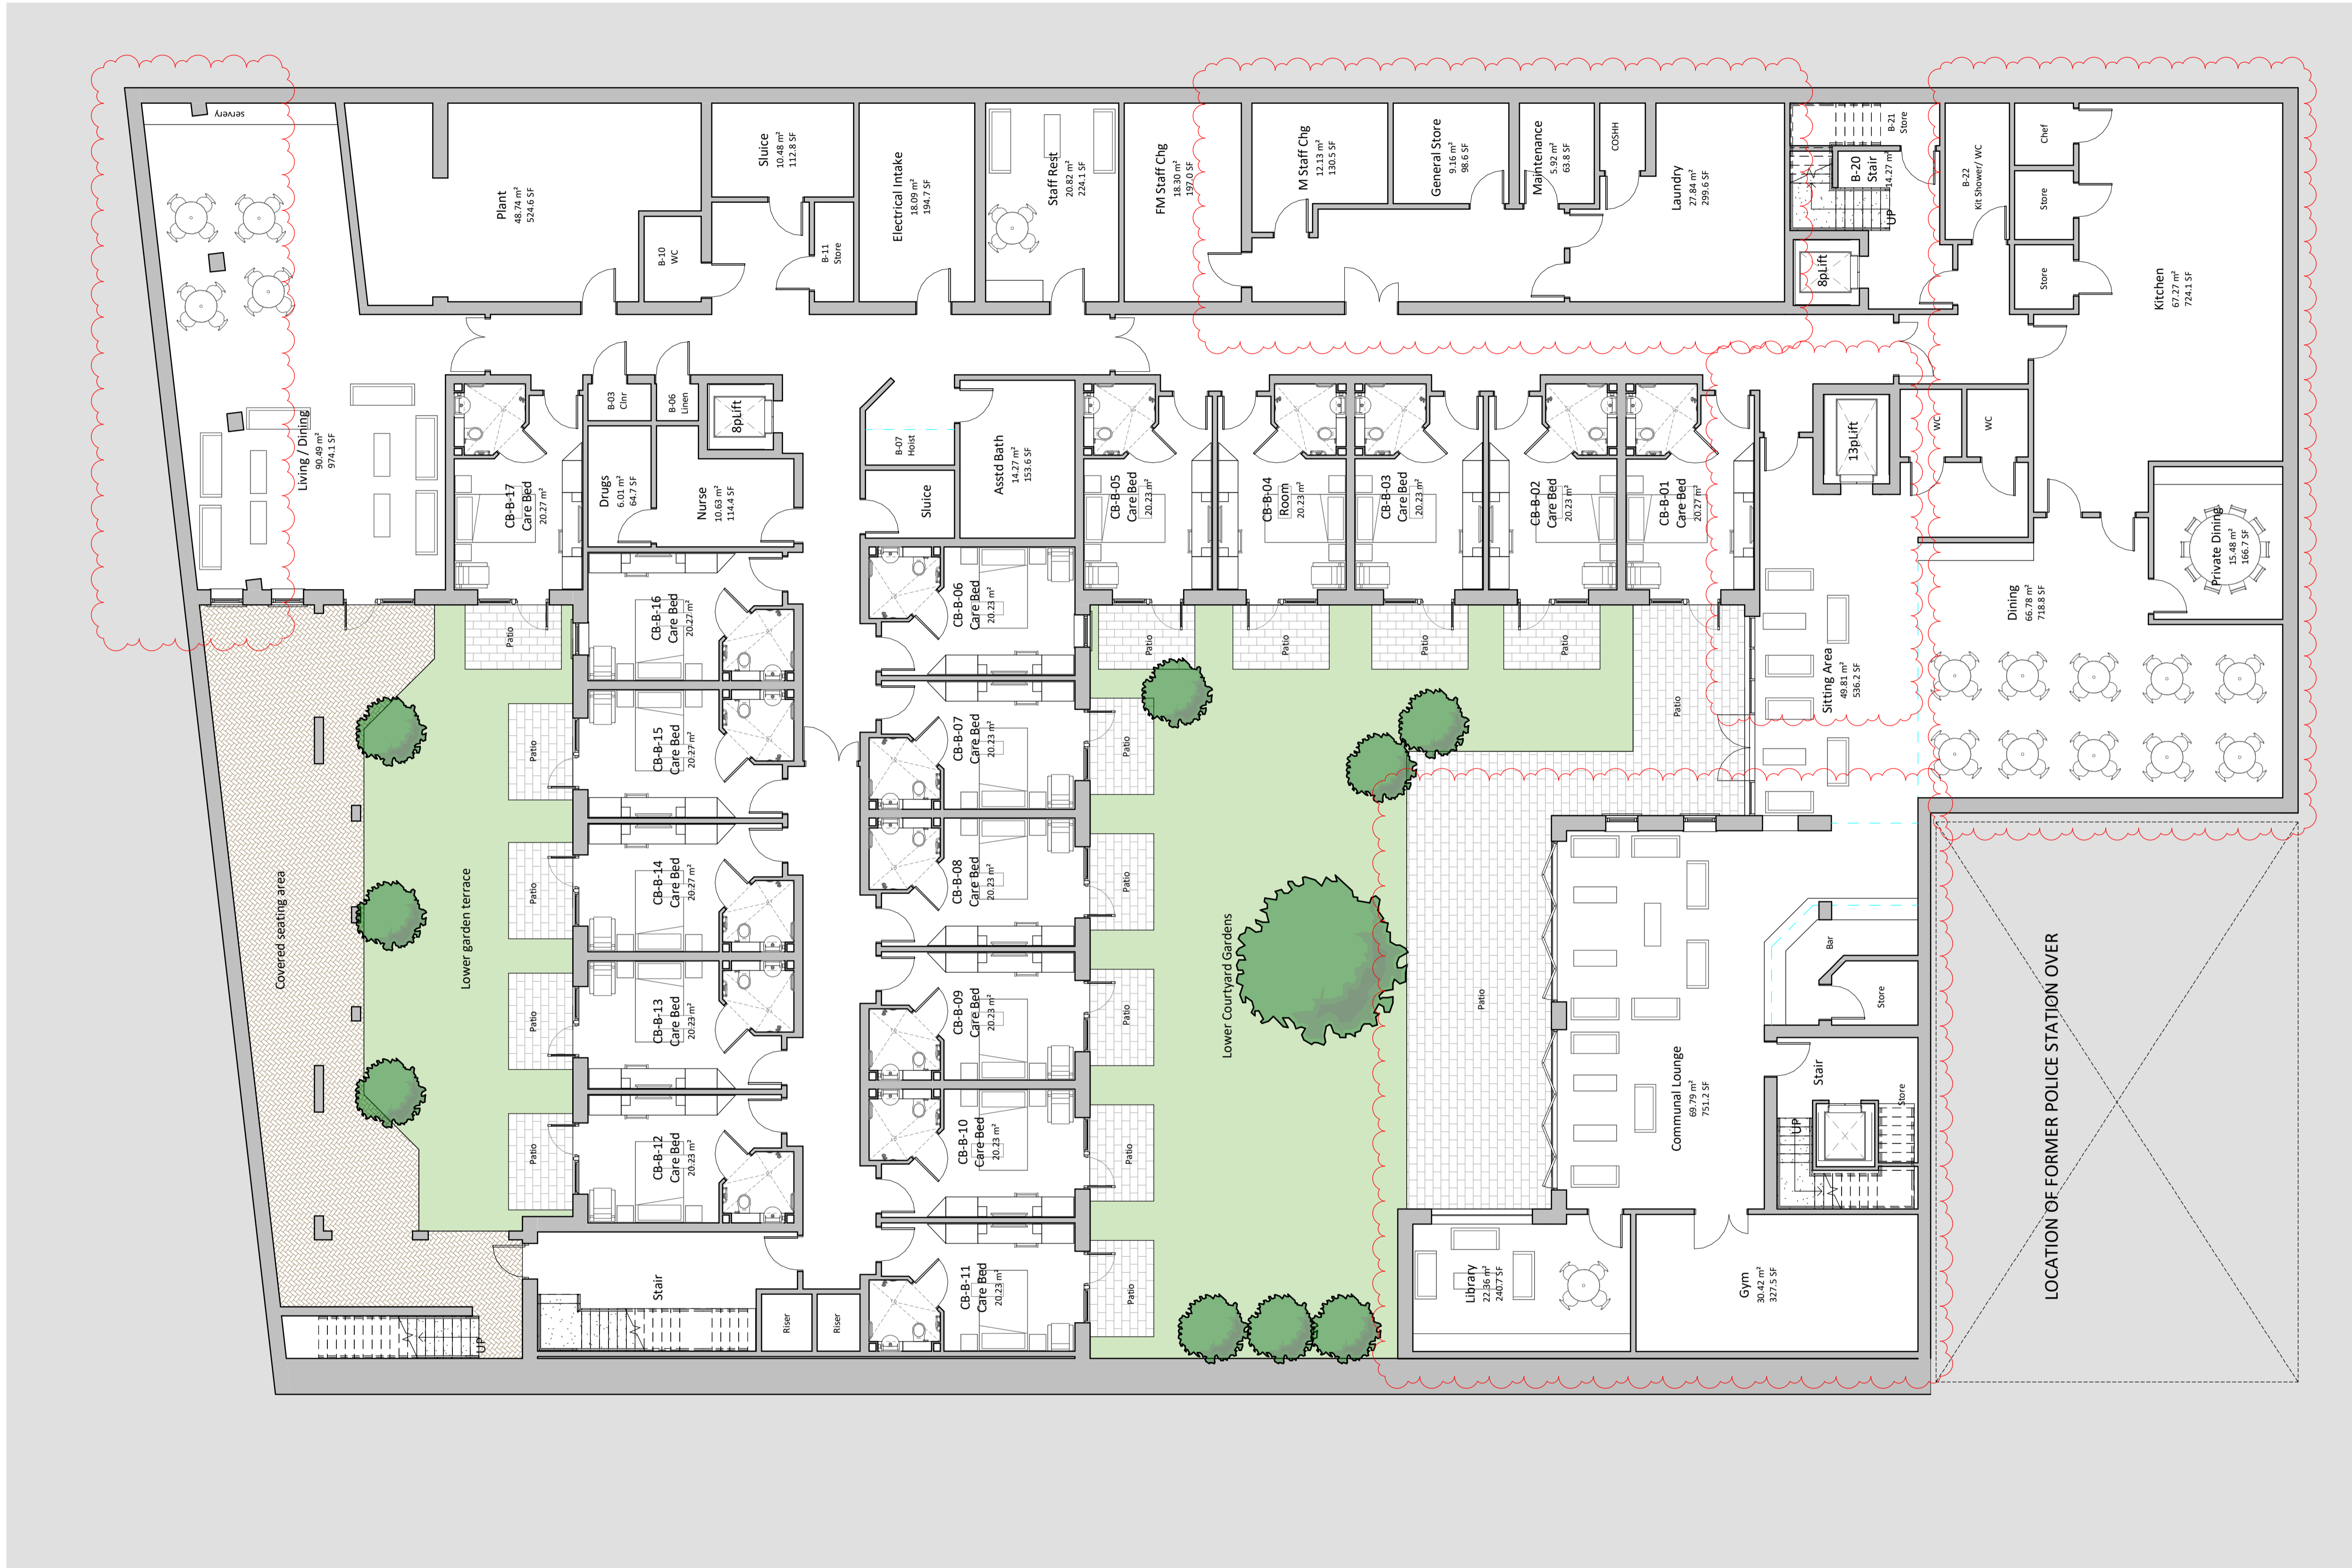 servery
Plant
48.74 m²
524.6 SF
Sluice
10.48 m²
112.8 SF
B-10
WC
B-11
Store
Electrical Intake
18.09 m²
194.7 SF
Staff Rest
20.82 m²
224.1 SF
FM Staff Chg
18.30 m²
197.0 SF
M Staff Chg
12.13 m²
130.5 SF
General Store
9.16 m²
98.6 SF
Maintenance
5.92 m²
63.8 SF
COSHH
Laundry
27.84 m²
299.6 SF
B-21
Store
B-20
Stair
14.27 m²
UP
8pLift
B-22
Kit Shower/ WC
Chef
Store
Store
Kitchen
67.27 m²
724.1 SF
Living / Dining
90.49 m²
974.1 SF
CB-B-17
Care Bed
20.27 m²
B-03
Clnr
B-06
Linen
8pLift
Drugs
6.01 m²
64.7 SF
Nurse
10.63 m²
114.4 SF
B-07
Hoist
Sluice
Asstd Bath
14.27 m²
153.6 SF
CB-B-05
Care Bed
20.23 m²
CB-B-04
Room
20.23 m²
CB-B-03
Care Bed
20.23 m²
CB-B-02
Care Bed
20.23 m²
CB-B-01
Care Bed
20.27 m²
13pLift
WC
WC
Private Dining
15.48 m²
166.7 SF
Dining
66.78 m²
718.8 SF
Sitting Area
49.81 m²
536.2 SF
Patio
Patio
Patio
Patio
Patio
Patio
CB-B-16
Care Bed
20.27 m²
CB-B-15
Care Bed
20.27 m²
CB-B-14
Care Bed
20.27 m²
CB-B-13
Care Bed
20.23 m²
CB-B-12
Care Bed
20.23 m²
CB-B-06
Care Bed
20.23 m²
CB-B-07
Care Bed
20.23 m²
CB-B-08
Care Bed
20.23 m²
CB-B-09
Care Bed
20.23 m²
CB-B-10
Care Bed
20.23 m²
CB-B-11
Care Bed
20.23 m²
Patio
Patio
Patio
Patio
Patio
Patio
Patio
Patio
Patio
Covered seating area
Lower garden terrace
Lower Courtyard Gardens
Patio
Communal Lounge
69.79 m²
751.2 SF
Bar
Store
Stair
Store
UP
Library
22.36 m²
240.7 SF
Gym
30.42 m²
327.5 SF
Stair
Riser
Riser
UP
LOCATION OF FORMER POLICE STATION OVER